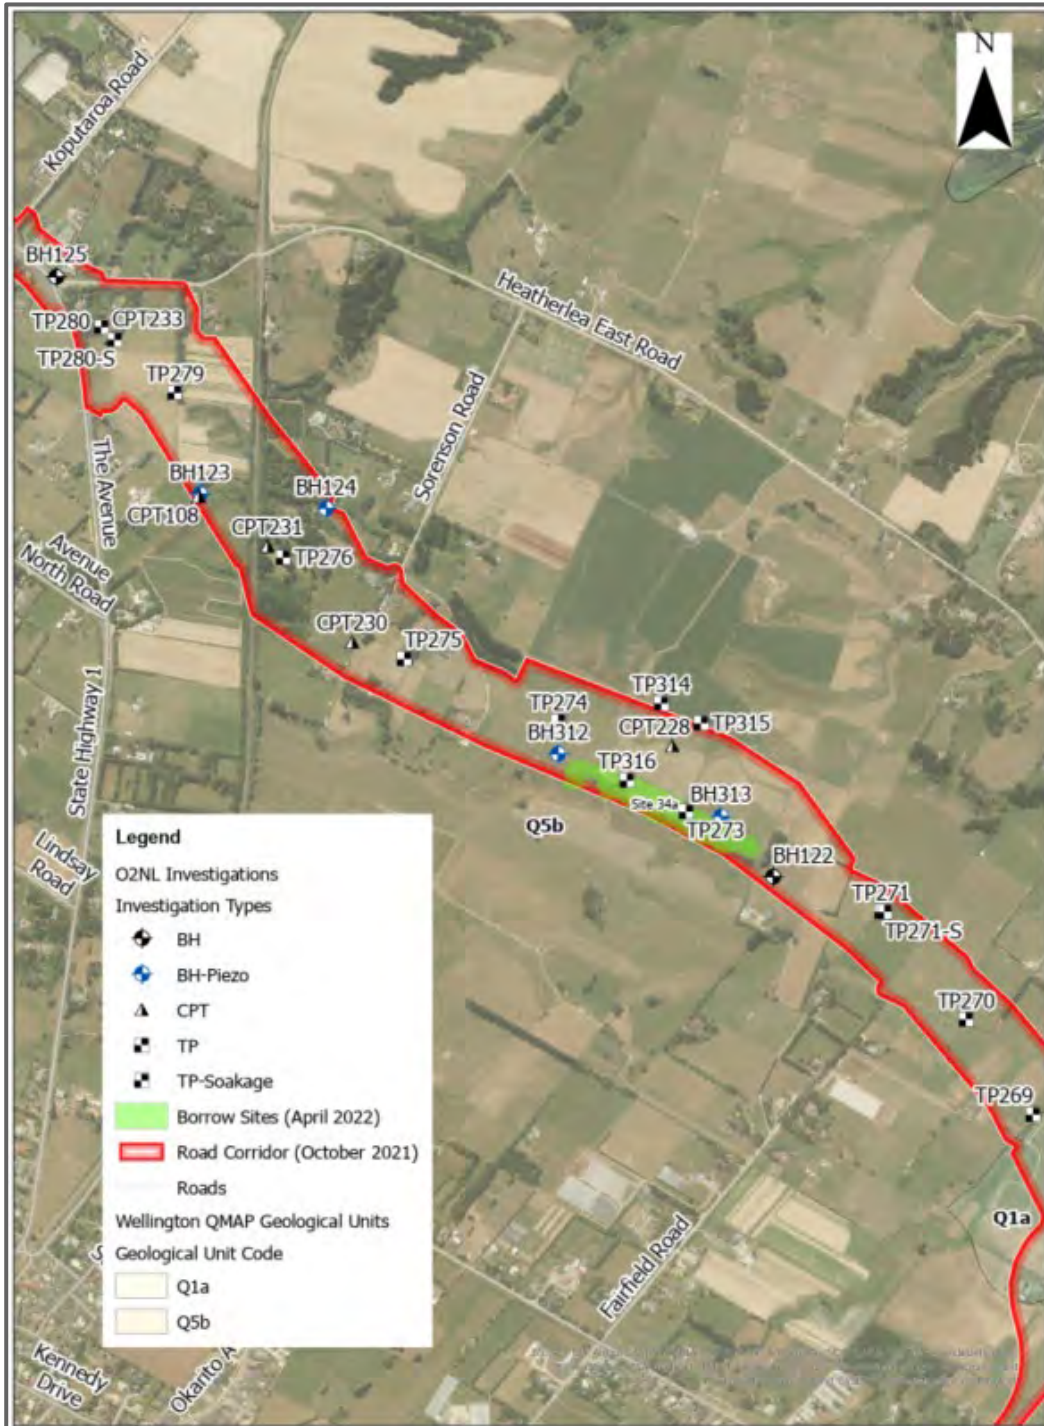 N
Koputaroa Road
BH125
TP280
CPT233
TP280-S
TP279
Heatherlea East Road
Sorenson Road
The Avenue
BH123
CPT108
BH124
CPT231
TP276
Avenue
North Road
CPT230
TP275
State Highway 1
TP274
BH312
TP314
CPT228
TP315
TP316
Site 34a
BH313
TP273
Q5b
BH122
TP271
TP271-S
TP270
TP269
Q1a
Lindsay
Road
Fairfield Road
Kennedy
Drive
Legend
O2NL Investigations
Investigation Types
BH
BH-Piezo
CPT
TP
TP-Soakage
Borrow Sites (April 2022)
Road Corridor (October 2021)
Roads
Wellington QMAP Geological Units
Geological Unit Code
Q1a
Q5b